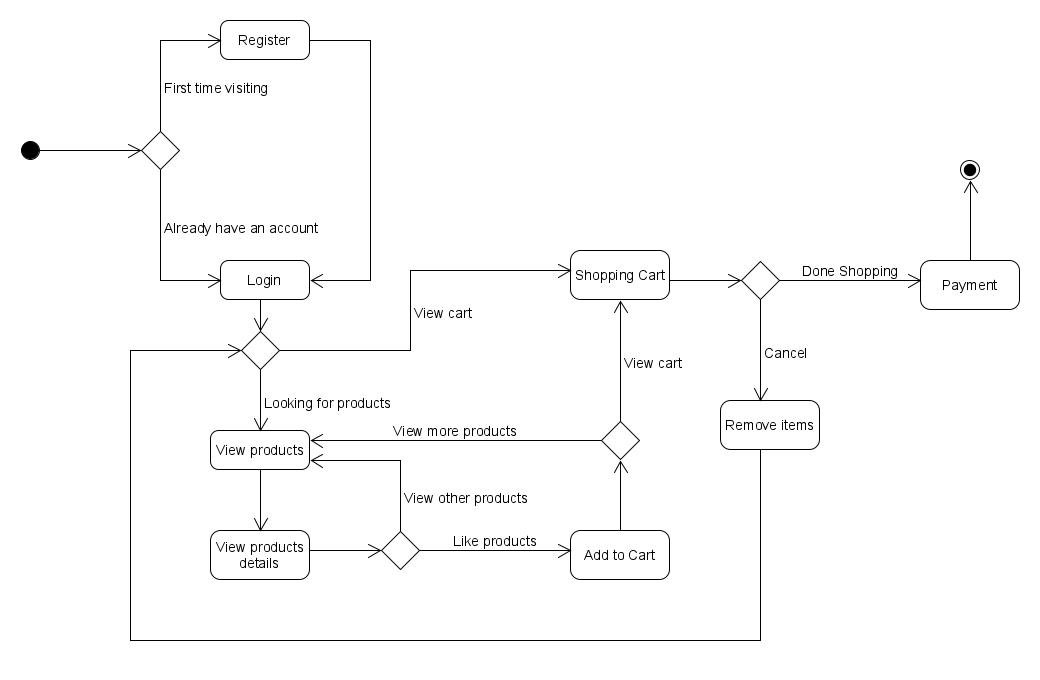 Register
First time visiting
Already have an account
Login
Shopping Cart
Done Shopping
Payment
View cart
Cancel
View cart
Looking for products
Remove items
View more products
View products
View other products
Like products
View products
details
Add to Cart